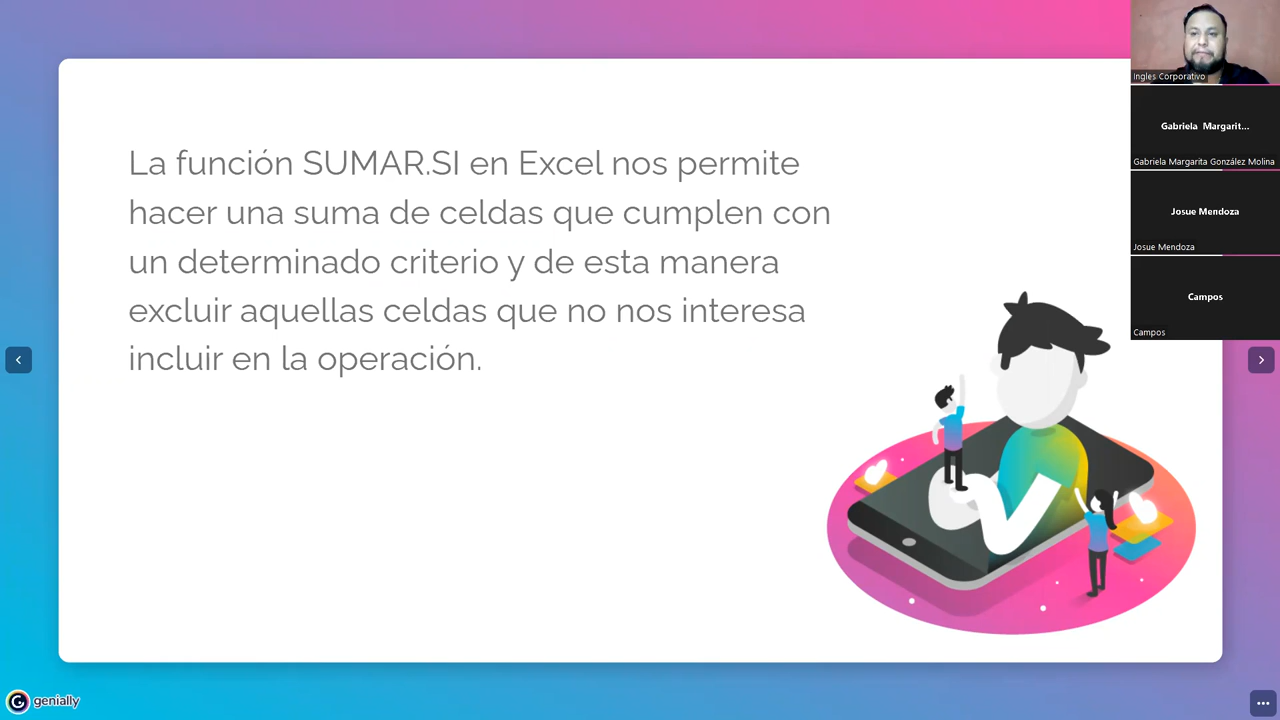 La función SUMAR.SI en Excel nos permite
hacer una suma de celdas que cumplen con
un determinado criterio y de esta manera
excluir aquellas celdas que no nos interesa
incluir en la operación.
Ingles Corporativo
Gabriela Margarit...
Gabriela Margarita González Molina
Josue Mendoza
Josue Mendoza
Campos
Campos
genially